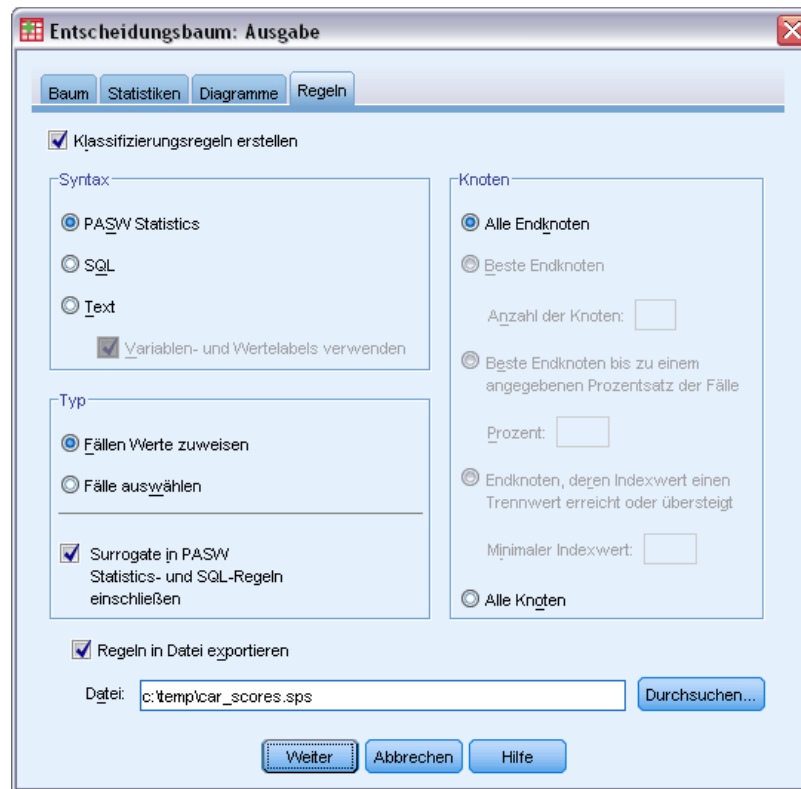 Entscheidungsbaum: Ausgabe
Baum
Statistiken
Diagramme
Regeln
Klassifizierungsregeln erstellen
Syntax
PASW Statistics
SQL
Text
Variablen- und Wertelabels verwenden
Typ
Fällen Werte zuweisen
Fälle auswählen
Surrogate in PASW
Statistics- und SQL-Regeln
einschließen
Knoten
Alle Endknoten
Beste Endknoten
Anzahl der Knoten:
Beste Endknoten bis zu einem
angegebenen Prozentsatz der Fälle
Prozent:
Endknoten, deren Indexwert einen
Trennwert erreicht oder übersteigt
Minimaler Indexwert:
Alle Knoten
Regeln in Datei exportieren
Datei:
c:\temp\car_scores.sps
Durchsuchen...
Weiter
Abbrechen
Hilfe